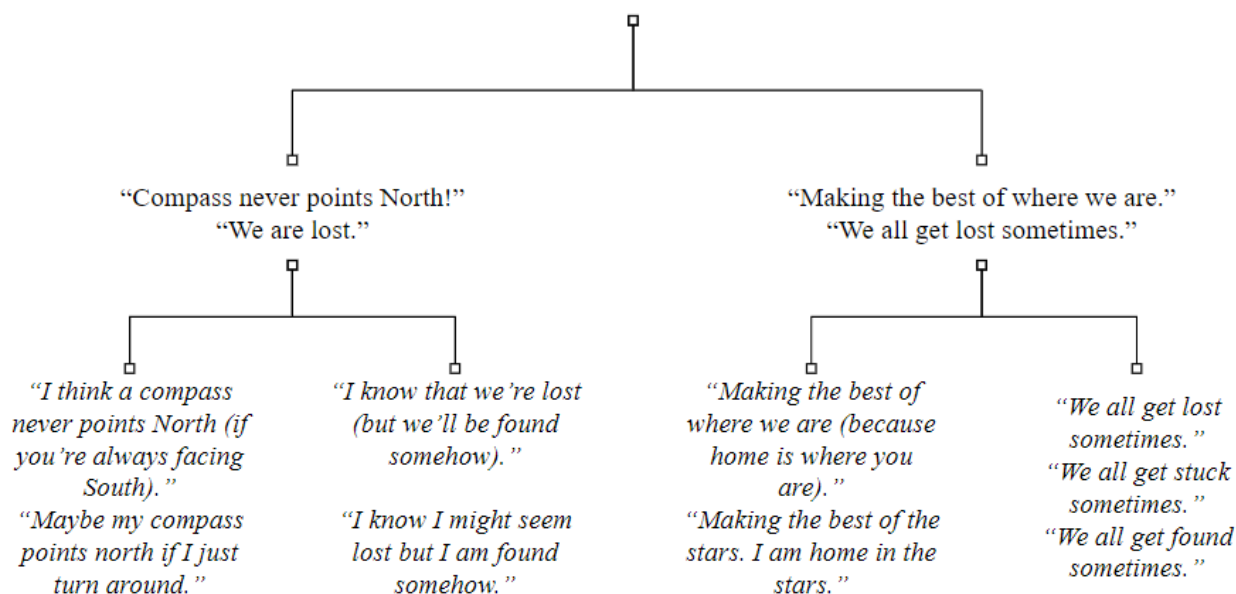 “Compass never points North!”
“We are lost.”
“Making the best of where we are.”
“We all get lost sometimes.”
“I think a compass
never points North (if
you’re always facing
South).”
“Maybe my compass
points north if I just
turn around.”
“I know that we’re lost
(but we’ll be found
somehow).”
“I know I might seem
lost but I am found
somehow.”
“Making the best of
where we are (because
home is where you
are).”
“Making the best of the
stars. I am home in the
stars.”
“We all get lost
sometimes.”
“We all get stuck
sometimes.”
“We all get found
sometimes.”